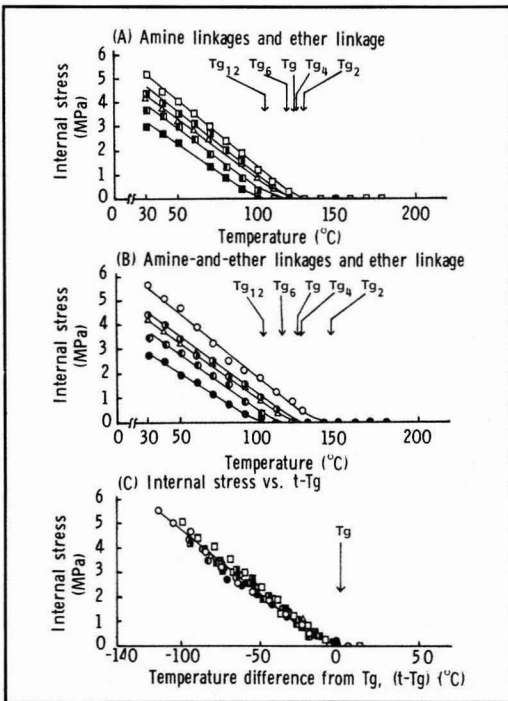 (A) Amine linkages and ether linkage
Tg12 Tg6 Tg Tg4 Tg2
Internal stress
(MPa)
6
5
4
3
2
1
0
0 30 50 100 150 200
Temperature (°C)
(B) Amine-and-ether linkages and ether linkage
Tg12 Tg6 Tg Tg4 Tg2
Internal stress
(MPa)
6
5
4
3
2
1
0
0 30 50 100 150 200
Temperature (°C)
(C) Internal stress vs. t-Tg
Tg
Internal stress
(MPa)
6
5
4
3
2
1
0
-140 -100 -50 0 50
Temperature difference from Tg, (t-Tg) (°C)